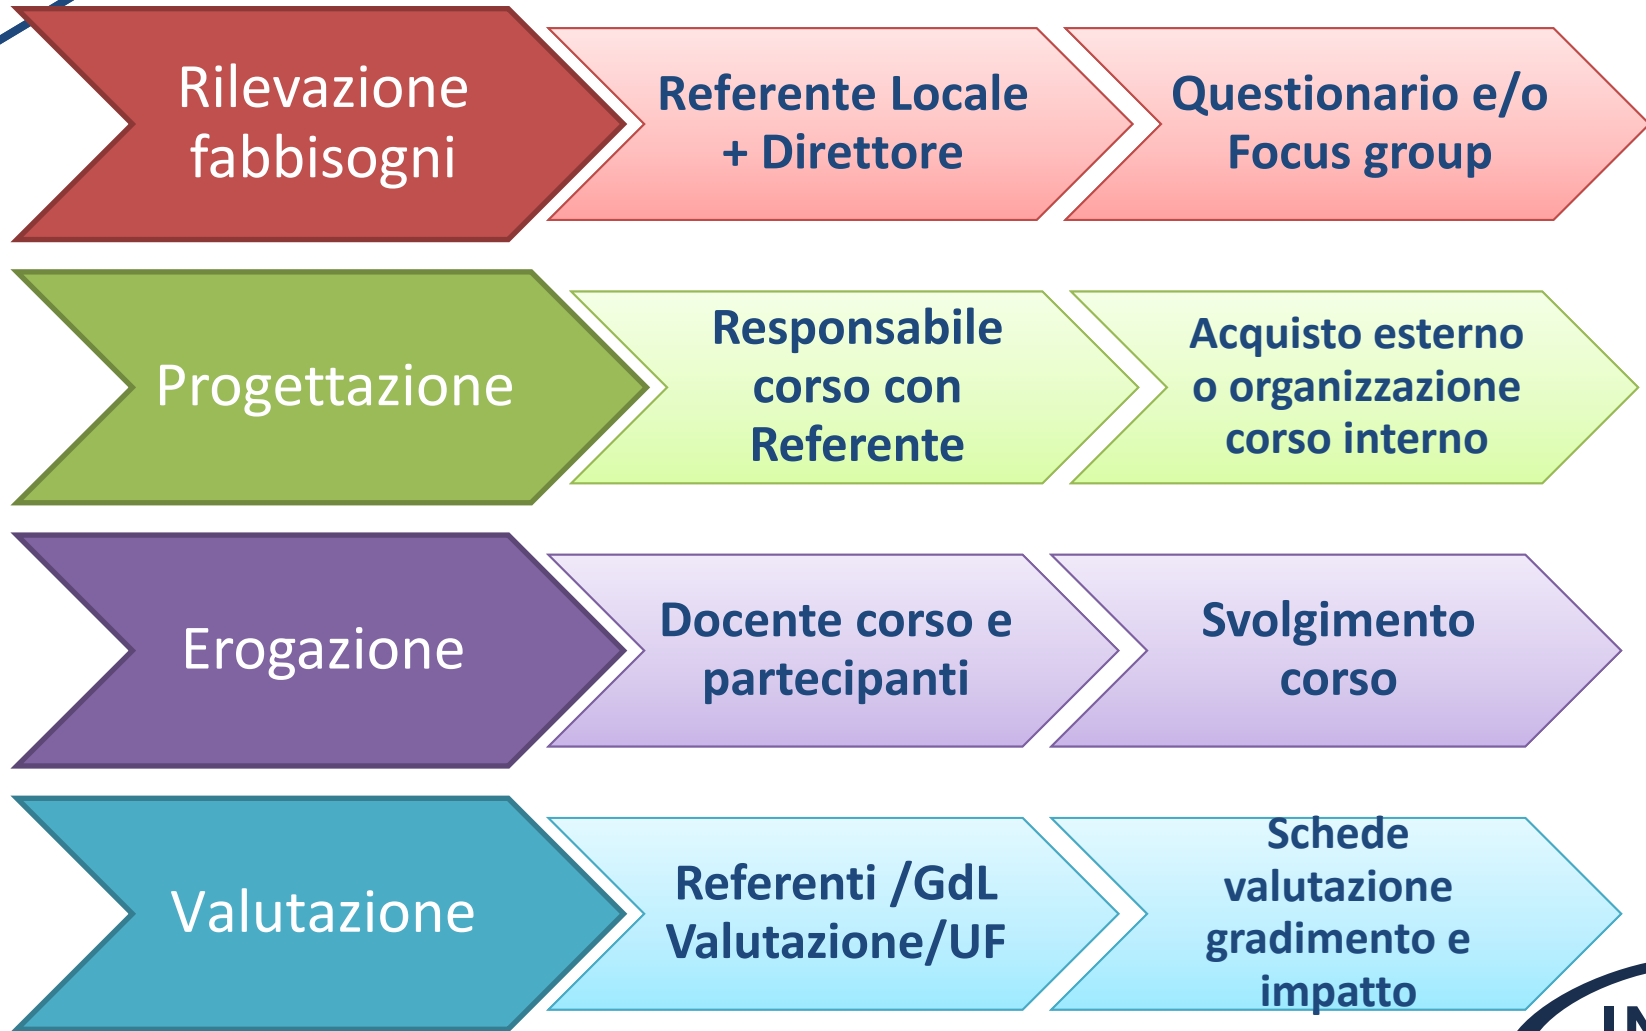 Rilevazione
fabbisogni
Referente Locale
+ Direttore
Questionario e/o
Focus group
Progettazione
Responsabile
corso con
Referente
Acquisto esterno
o organizzazione
corso interno
Erogazione
Docente corso e
partecipanti
Svolgimento
corso
Valutazione
Referenti /GdL
Valutazione/UF
Schede
valutazione
gradimento e
impatto